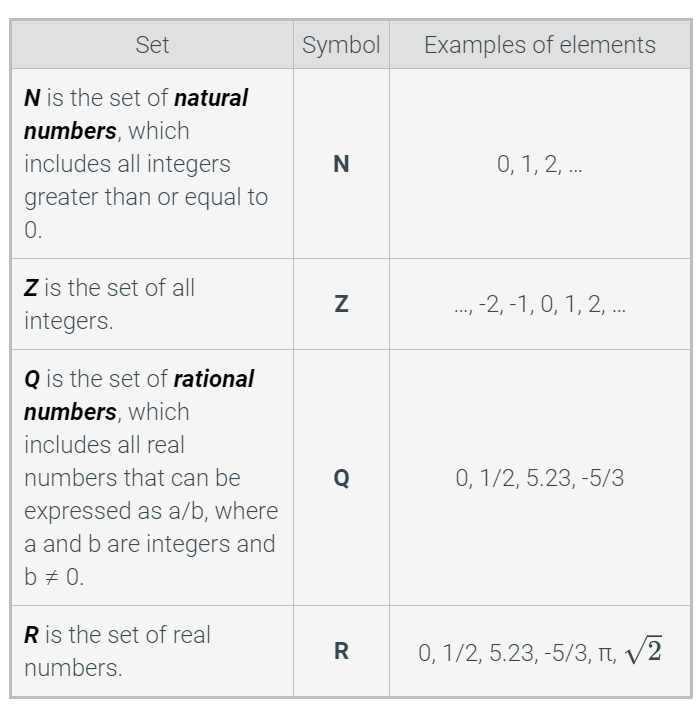 Set Symbol Examples of elements
N is the set of natural
numbers, which
includes all integers
greater than or equal to
0.
N
0, 1, 2, ...
Z is the set of all
integers.
Z
..., -2, -1, 0, 1, 2, ...
Q is the set of rational
numbers, which
includes all real
numbers that can be
expressed as a/b, where
a and b are integers and
b ≠ 0.
Q
0, 1/2, 5.23, -5/3
R is the set of real
numbers.
R
0, 1/2, 5.23, -5/3, π, √2